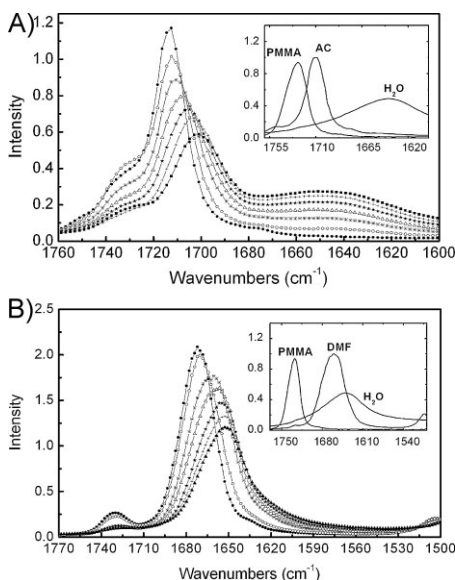 A)
1.2
1.0
0.8
0.6
0.4
0.2
0.0
Intensity
1760 1740 1720 1700 1680 1660 1640 1620 1600
Wavenumbers (cm-1)
1.2
0.8
0.4
0.0
PMMA AC
H2O
1755 1710 1665 1620
B)
2.5
2.0
1.5
1.0
0.5
0.0
Intensity
1770 1740 1710 1680 1650 1620 1590 1560 1530 1500
Wavenumbers (cm-1)
1.2
0.8
0.4
0.0
PMMA DMF
H2O
1750 1680 1610 1540